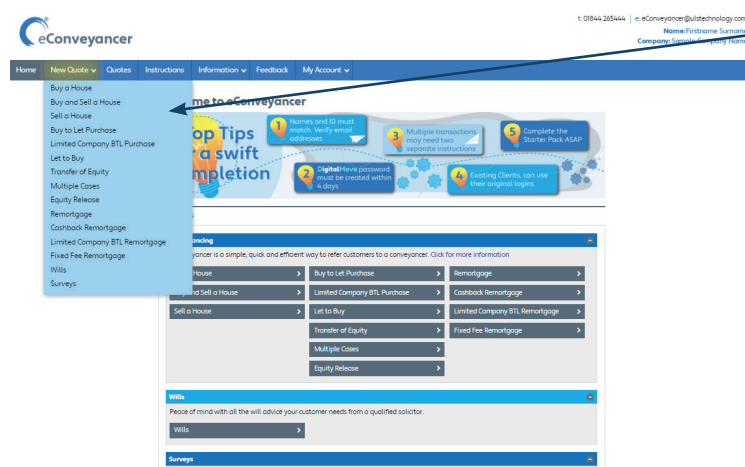 t: 01844 265444 | e: eConveyancer@ulstechnology.com
Name: Firstname Surname
Company: Sample Company Name
eConveyancer
Home New Quote Quotes Instructions Information Feedback My Account
Buy a House
Buy and Sell a House
Sell a House
Buy to Let Purchase
Limited Company BTL Purchase
Let to Buy
Transfer of Equity
Multiple Cases
Equity Release
Remortgage
Cashback Remortgage
Limited Company BTL Remortgage
Fixed Fee Remortgage
Wills
Surveys
me to eConveyancer
op Tips
a swift
mpletion
1 Names and ID must
match. Verify email
addresses
2 DigitalMove password
must be created within
4 days
3 Multiple transactions
may need two
separate instructions
4 Existing Clients, can use
their original logins
5 Complete the
Starter Pack ASAP
s
ancing
yancer is a simple, quick and efficient way to refer customers to a conveyancer. Click for more information
House Buy to Let Purchase Remortgage
nd Sell a House Limited Company BTL Purchase Cashback Remortgage
Sell a House Let to Buy Limited Company BTL Remortgage
Transfer of Equity Fixed Fee Remortgage
Multiple Cases
Equity Release
Wills
Peace of mind with all the will advice your customer needs from a qualified solicitor.
Wills
Surveys